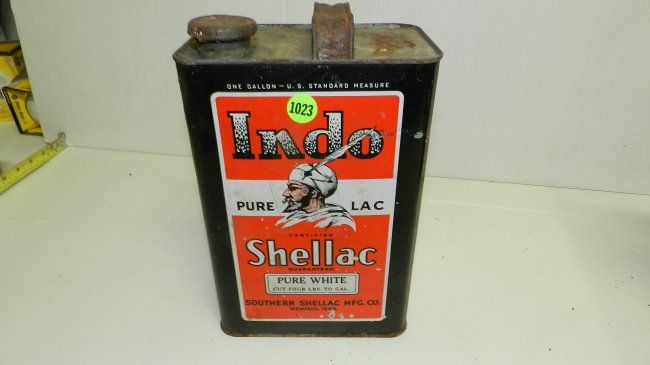 ONE GALLON - U. S. STANDARD MEASURE
1023
Indo
PURE LAC
CERTIFIED
Shellac
GUARANTEED
PURE WHITE
CUT FOUR LBS. TO GAL.
SOUTHERN SHELLAC MFG. CO.
MEMPHIS, TENN.